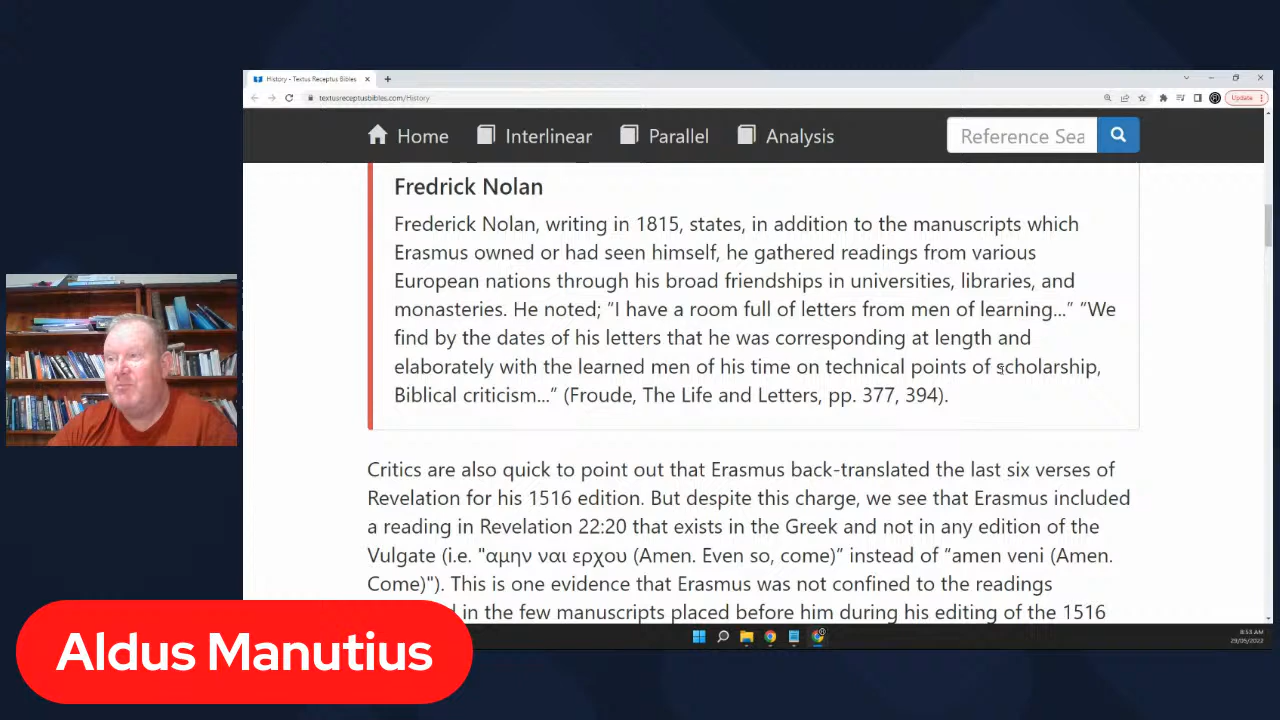 History - Textus Receptus Bibles
textusreceptusbibles.com/History
Update
Home Interlinear Parallel Analysis Reference Sea
Fredrick Nolan
Frederick Nolan, writing in 1815, states, in addition to the manuscripts which
Erasmus owned or had seen himself, he gathered readings from various
European nations through his broad friendships in universities, libraries, and
monasteries. He noted; “I have a room full of letters from men of learning...” “We
find by the dates of his letters that he was corresponding at length and
elaborately with the learned men of his time on technical points of scholarship,
Biblical criticism...” (Froude, The Life and Letters, pp. 377, 394).
Critics are also quick to point out that Erasmus back-translated the last six verses of
Revelation for his 1516 edition. But despite this charge, we see that Erasmus included
a reading in Revelation 22:20 that exists in the Greek and not in any edition of the
Vulgate (i.e. "αμην ναι ερχου (Amen. Even so, come)” instead of “amen veni (Amen.
Come)"). This is one evidence that Erasmus was not confined to the readings
in the few manuscripts placed before him during his editing of the 1516
Aldus Manutius
8:53 AM
29/05/2022